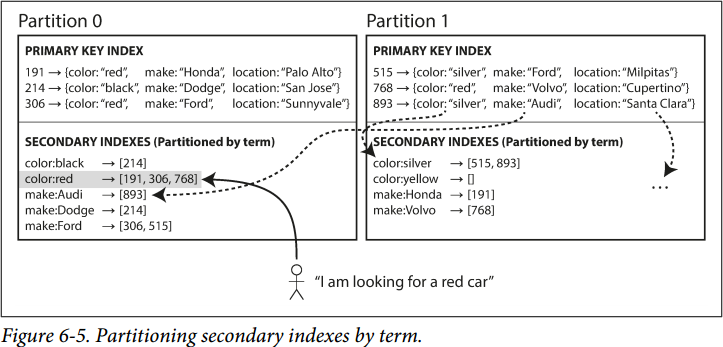 Partition 0
PRIMARY KEY INDEX
191 → {color: “red”, make: “Honda”, location: “Palo Alto”}
214 → {color: “black”, make: “Dodge”, location: “San Jose”}
306 → {color: “red”, make: “Ford”, location: “Sunnyvale”}
SECONDARY INDEXES (Partitioned by term)
color:black → [214]
color:red → [191, 306, 768]
make:Audi → [893]
make:Dodge → [214]
make:Ford → [306, 515]
Partition 1
PRIMARY KEY INDEX
515 → {color: “silver”, make: “Ford”, location: “Milpitas”}
768 → {color: “red”, make: “Volvo”, location: “Cupertino”}
893 → {color: “silver”, make: “Audi”, location: “Santa Clara”}
SECONDARY INDEXES (Partitioned by term)
color:silver → [515, 893]
color:yellow → []
make:Honda → [191]
make:Volvo → [768]
...
“I am looking for a red car”
Figure 6-5. Partitioning secondary indexes by term.